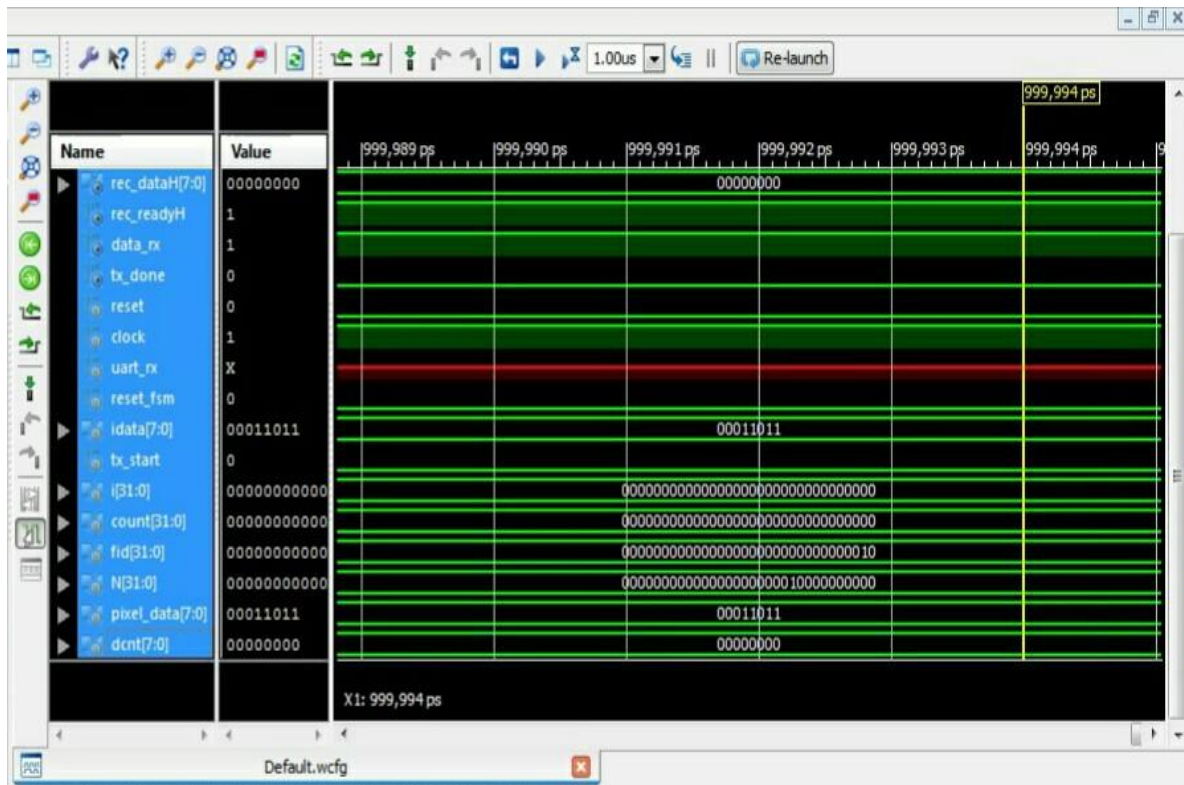 1.00us Re-launch
999,994 ps
Name Value 999,989 ps 999,990 ps 999,991 ps 999,992 ps 999,993 ps 999,994 ps 9
rec_dataH[7:0] 00000000 00000000
rec_readyH 1
data_rx 1
tx_done 0
reset 0
clock 1
uart_rx X
reset_fsm 0
idata[7:0] 00011011 00011011
tx_start 0
i[31:0] 00000000000 00000000000000000000000000000000
count[31:0] 00000000000 00000000000000000000000000000000
fid[31:0] 00000000000 00000000000000000000000000000010
N[31:0] 00000000000 00000000000000000000010000000000
pixel_data[7:0] 00011011 00011011
dcnt[7:0] 00000000 00000000
X1: 999,994 ps
Default.wcfg